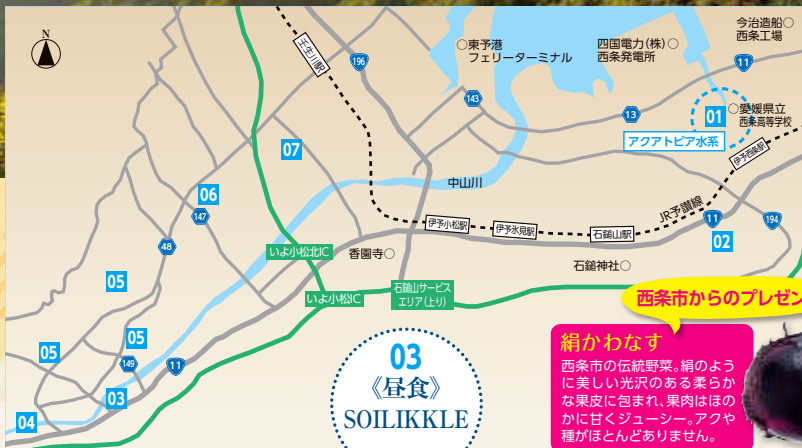 N
今治造船○
西条工場
○東予港
フェリーターミナル
四国電力(株)○
西条発電所
壬生川駅
196
11
143
13
01
○愛媛県立
西条高等学校
アクアトピア水系
伊予西条駅
07
中山川
JR予讃線
06
147
伊予小松駅
伊予氷見駅
石鎚山駅
11
194
02
48
いよ小松北IC
香園寺○
石鎚神社○
05
いよ小松IC
石鎚山サービス
エリア(上り)
西条市からのプレゼン
05
05
149
11
03
04
03
《昼食》
SOILIKKLE
絹かわなす
西条市の伝統野菜。絹のよう
に美しい光沢のある柔らか
な果皮に包まれ、果肉はほの
かに甘くジューシー。アクや
種がほとんどありません。